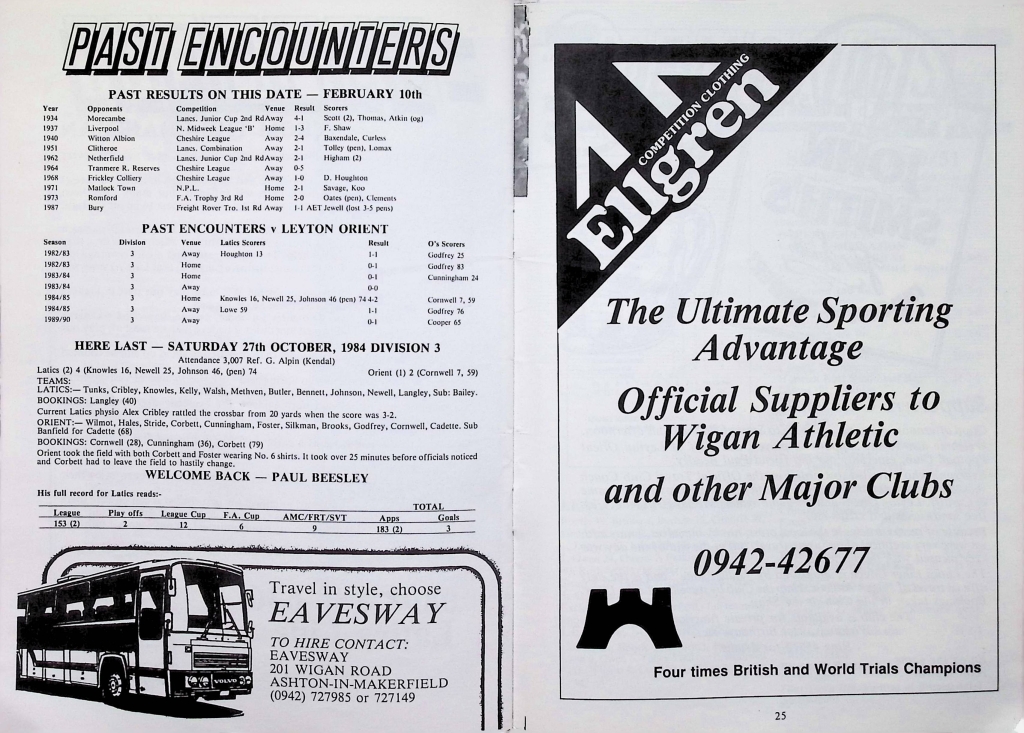 PAST ENCOUNTERS
PAST RESULTS ON THIS DATE — FEBRUARY 10th
Year Opponents Competition Venue Result Scorers
1934 Morecambe Lancs. Junior Cup 2nd Rd Away 4-1 Scott (2), Thomas, Atkin (og)
1937 Liverpool N. Midweek League 'B' Home 1-3 F. Shaw
1940 Witton Albion Cheshire League Away 2-4 Baxendale, Curless
1951 Clitheroe Lancs. Combination Away 2-1 Tolley (pen), Lomax
1962 Netherfield Lancs. Junior Cup 2nd Rd Away 2-1 Higham (2)
1964 Tranmere R. Reserves Cheshire League Away 0-5
1968 Frickley Colliery Cheshire League Away 1-0 D. Houghton
1971 Matlock Town N.P.L. Home 2-1 Savage, Koo
1973 Romford F.A. Trophy 3rd Rd Home 2-0 Oates (pen), Clements
1987 Bury Freight Rover Tro. 1st Rd Away 1-1 AET Jewell (lost 3-5 pens)
PAST ENCOUNTERS v LEYTON ORIENT
Season Division Venue Latics Scorers Result O's Scorers
1982/83 3 Away Houghton 13 1-1 Godfrey 25
1982/83 3 Home 0-1 Godfrey 83
1983/84 3 Home 0-1 Cunningham 24
1983/84 3 Away 0-0
1984/85 3 Home Knowles 16, Newell 25, Johnson 46 (pen) 74 4-2 Cornwell 7, 59
1984/85 3 Away Lowe 59 1-1 Godfrey 76
1989/90 3 Away 0-1 Cooper 65
HERE LAST — SATURDAY 27th OCTOBER, 1984 DIVISION 3
Attendance 3,007 Ref. G. Alpin (Kendal)
Latics (2) 4 (Knowles 16, Newell 25, Johnson 46, (pen) 74 Orient (1) 2 (Cornwell 7, 59)
TEAMS:
LATICS:— Tunks, Cribley, Knowles, Kelly, Walsh, Methven, Butler, Bennett, Johnson, Newell, Langley, Sub: Bailey.
BOOKINGS: Langley (40)
Current Latics physio Alex Cribley rattled the crossbar from 20 yards when the score was 3-2.
ORIENT:— Wilmot, Hales, Stride, Corbett, Cunningham, Foster, Silkman, Brooks, Godfrey, Cornwell, Cadette. Sub
Banfield for Cadette (68)
BOOKINGS: Cornwell (28), Cunningham (36), Corbett (79)
Orient took the field with both Corbett and Foster wearing No. 6 shirts. It took over 25 minutes before officials noticed
and Corbett had to leave the field to hastily change.
WELCOME BACK — PAUL BEESLEY
His full record for Latics reads:-
TOTAL
League Play offs League Cup F.A. Cup AMC/FRT/SVT Apps Goals
153 (2) 2 12 6 9 183 (2) 3
Travel in style, choose
EAVESWAY
TO HIRE CONTACT:
EAVESWAY
201 WIGAN ROAD
ASHTON-IN-MAKERFIELD
(0942) 727985 or 727149
VOLVO
COMPETITION CLOTHING
Ellgren
The Ultimate Sporting
Advantage
Official Suppliers to
Wigan Athletic
and other Major Clubs
0942-42677
Four times British and World Trials Champions
25